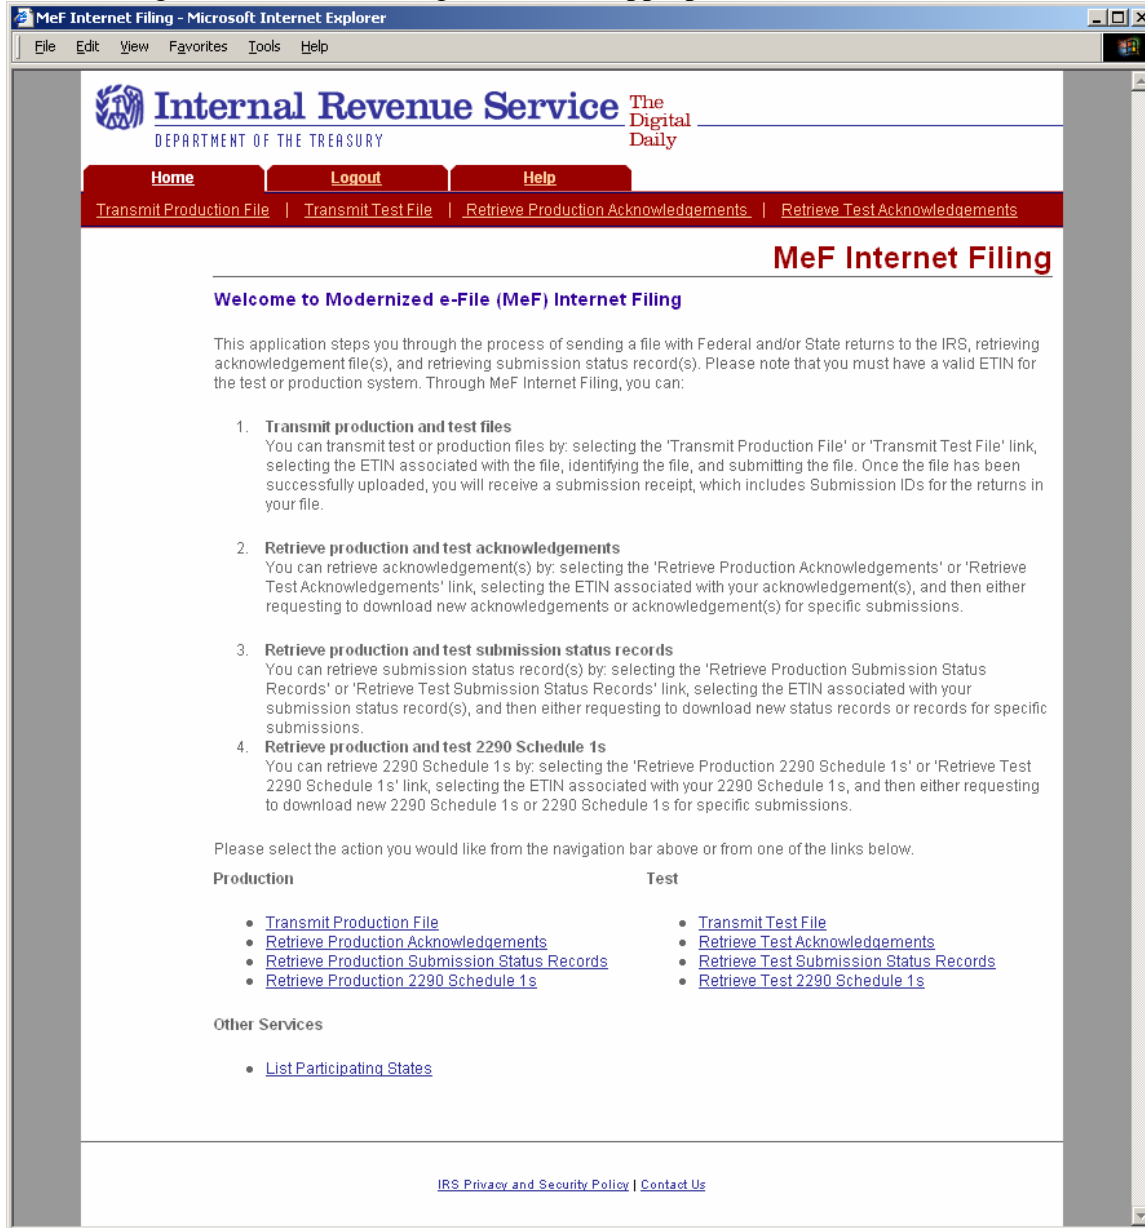 MeF Internet Filing - Microsoft Internet Explorer
File Edit View Favorites Tools Help
Internal Revenue Service
DEPARTMENT OF THE TREASURY
The
Digital
Daily
Home Logout Help
Transmit Production File | Transmit Test File | Retrieve Production Acknowledgements | Retrieve Test Acknowledgements
MeF Internet Filing
Welcome to Modernized e-File (MeF) Internet Filing
This application steps you through the process of sending a file with Federal and/or State returns to the IRS, retrieving
acknowledgement file(s), and retrieving submission status record(s). Please note that you must have a valid ETIN for
the test or production system. Through MeF Internet Filing, you can:
1. Transmit production and test files
You can transmit test or production files by: selecting the 'Transmit Production File' or 'Transmit Test File' link,
selecting the ETIN associated with the file, identifying the file, and submitting the file. Once the file has been
successfully uploaded, you will receive a submission receipt, which includes Submission IDs for the returns in
your file.
2. Retrieve production and test acknowledgements
You can retrieve acknowledgement(s) by: selecting the 'Retrieve Production Acknowledgements' or 'Retrieve
Test Acknowledgements' link, selecting the ETIN associated with your acknowledgement(s), and then either
requesting to download new acknowledgements or acknowledgement(s) for specific submissions.
3. Retrieve production and test submission status records
You can retrieve submission status record(s) by: selecting the 'Retrieve Production Submission Status
Records' or 'Retrieve Test Submission Status Records' link, selecting the ETIN associated with your
submission status record(s), and then either requesting to download new status records or records for specific
submissions.
4. Retrieve production and test 2290 Schedule 1s
You can retrieve 2290 Schedule 1s by: selecting the 'Retrieve Production 2290 Schedule 1s' or 'Retrieve Test
2290 Schedule 1s' link, selecting the ETIN associated with your 2290 Schedule 1s, and then either requesting
to download new 2290 Schedule 1s or 2290 Schedule 1s for specific submissions.
Please select the action you would like from the navigation bar above or from one of the links below.
Production
• Transmit Production File
• Retrieve Production Acknowledgements
• Retrieve Production Submission Status Records
• Retrieve Production 2290 Schedule 1s
Test
• Transmit Test File
• Retrieve Test Acknowledgements
• Retrieve Test Submission Status Records
• Retrieve Test 2290 Schedule 1s
Other Services
• List Participating States
IRS Privacy and Security Policy | Contact Us